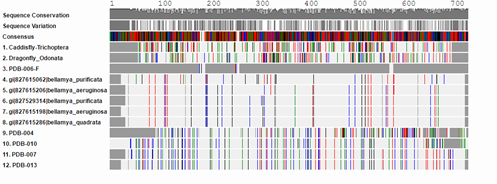 1 100 200 300 400 500 600 700
Sequence Conservation
Sequence Variation
Consensus
1. Caddisfly-Trichoptera
2. Dragonfly_Odonata
3. PDB-006-F
4. gi|827615062|bellamya_purificata
5. gi|827615206|bellamya_aeruginosa
6. gi|827529314|bellamya_purificata
7. gi|827615198|bellamya_aeruginosa
8. gi|827615286|bellamya_quadrata
9. PDB-004
10. PDB-010
11. PDB-007
12. PDB-013